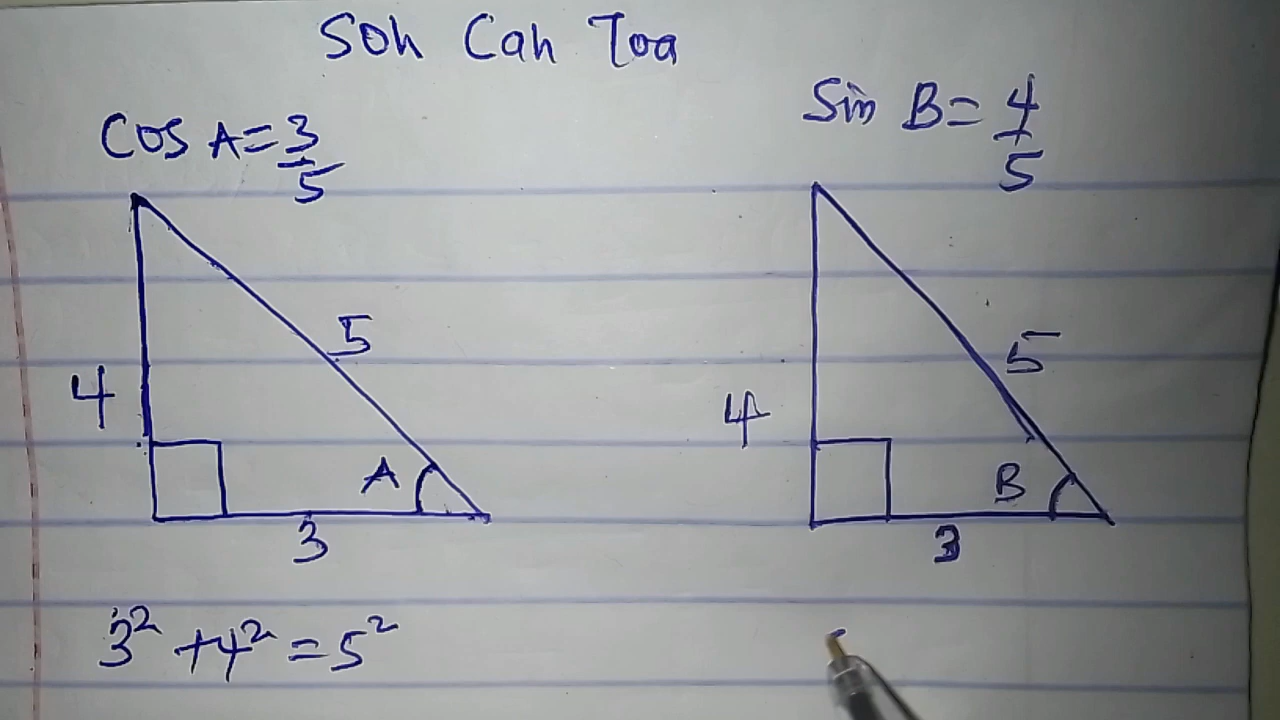 Soh Cah Toa
Cos A = 3/5
Sin B = 4/5
5
4
A
3
5
4
B
3
3² + 4² = 5²